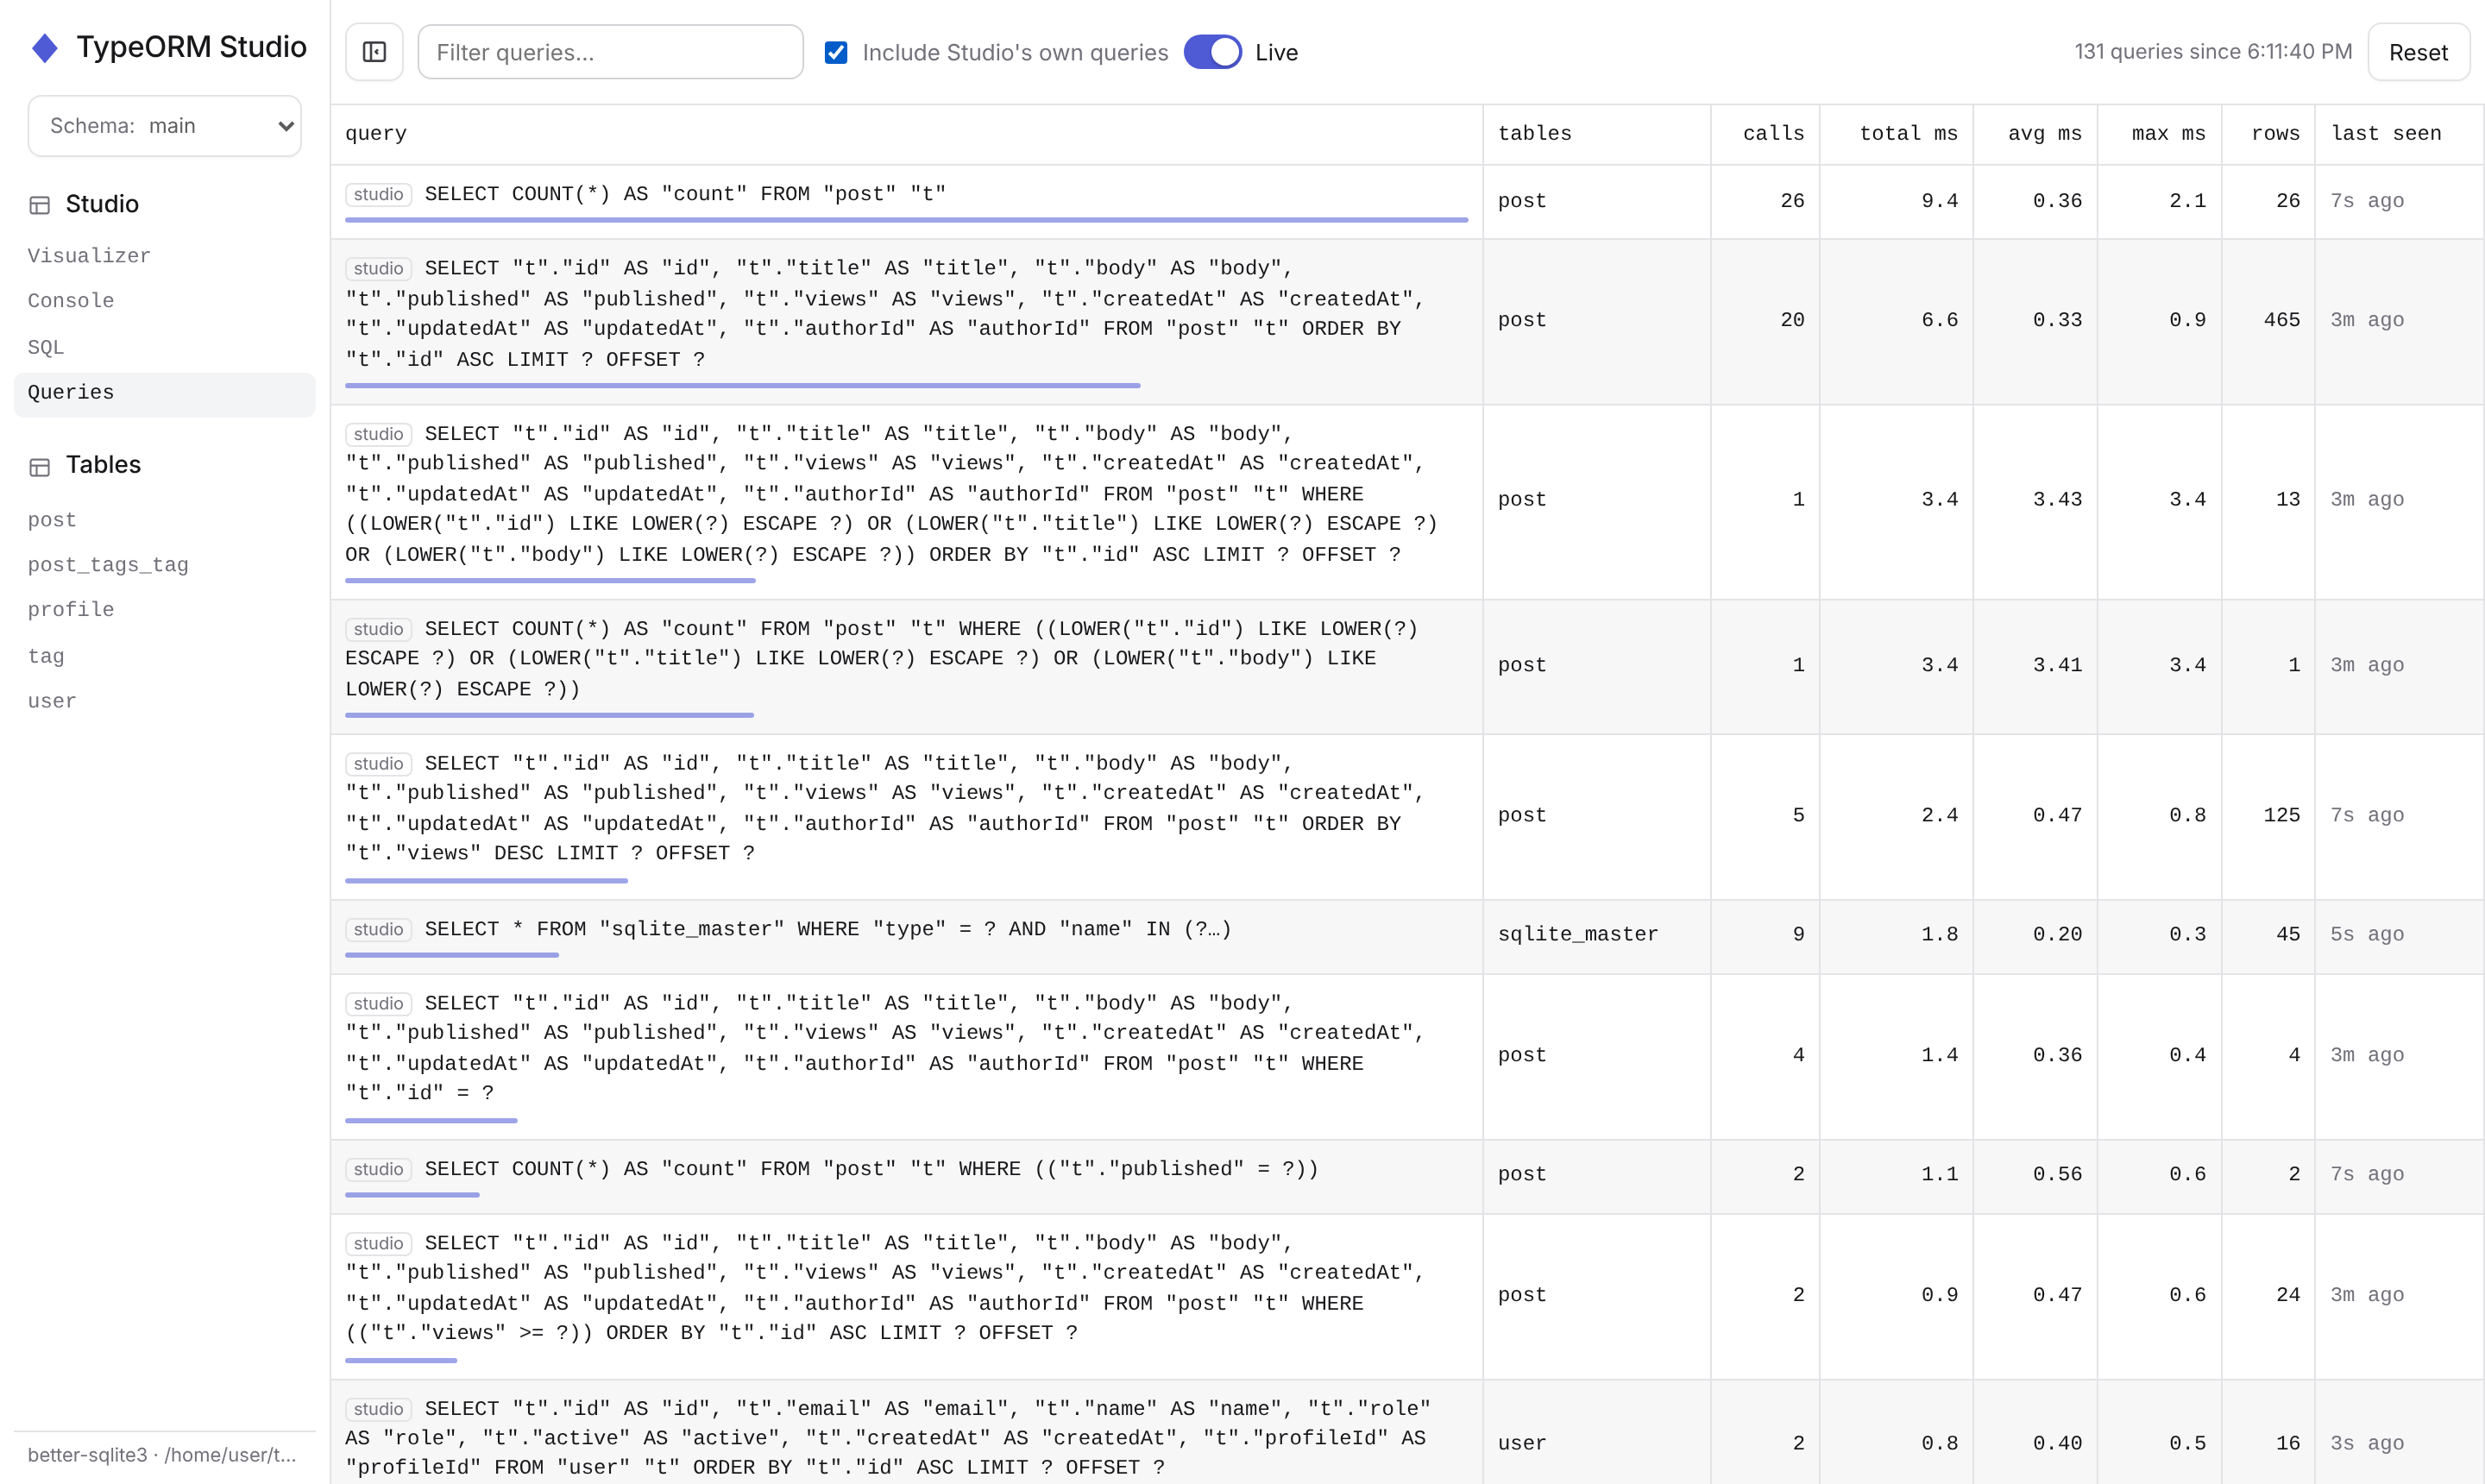 TypeORM Studio
Schema: main
Studio
Visualizer
Console
SQL
Queries
Tables
post
post_tags_tag
profile
tag
user
better-sqlite3 · /home/user/t...
Filter queries...
Include Studio's own queries
Live
131 queries since 6:11:40 PM
Reset
query tables calls total ms avg ms max ms rows last seen
studio SELECT COUNT(*) AS "count" FROM "post" "t"
post 26 9.4 0.36 2.1 26 7s ago
studio SELECT "t"."id" AS "id", "t"."title" AS "title", "t"."body" AS "body",
"t"."published" AS "published", "t"."views" AS "views", "t"."createdAt" AS "createdAt",
"t"."updatedAt" AS "updatedAt", "t"."authorId" AS "authorId" FROM "post" "t" ORDER BY
"t"."id" ASC LIMIT ? OFFSET ?
post 20 6.6 0.33 0.9 465 3m ago
studio SELECT "t"."id" AS "id", "t"."title" AS "title", "t"."body" AS "body",
"t"."published" AS "published", "t"."views" AS "views", "t"."createdAt" AS "createdAt",
"t"."updatedAt" AS "updatedAt", "t"."authorId" AS "authorId" FROM "post" "t" WHERE
((LOWER("t"."id") LIKE LOWER(?) ESCAPE ?) OR (LOWER("t"."title") LIKE LOWER(?) ESCAPE ?)
OR (LOWER("t"."body") LIKE LOWER(?) ESCAPE ?)) ORDER BY "t"."id" ASC LIMIT ? OFFSET ?
post 1 3.4 3.43 3.4 13 3m ago
studio SELECT COUNT(*) AS "count" FROM "post" "t" WHERE ((LOWER("t"."id") LIKE LOWER(?)
ESCAPE ?) OR (LOWER("t"."title") LIKE LOWER(?) ESCAPE ?) OR (LOWER("t"."body") LIKE
LOWER(?) ESCAPE ?))
post 1 3.4 3.41 3.4 1 3m ago
studio SELECT "t"."id" AS "id", "t"."title" AS "title", "t"."body" AS "body",
"t"."published" AS "published", "t"."views" AS "views", "t"."createdAt" AS "createdAt",
"t"."updatedAt" AS "updatedAt", "t"."authorId" AS "authorId" FROM "post" "t" ORDER BY
"t"."views" DESC LIMIT ? OFFSET ?
post 5 2.4 0.47 0.8 125 7s ago
studio SELECT * FROM "sqlite_master" WHERE "type" = ? AND "name" IN (?…)
sqlite_master 9 1.8 0.20 0.3 45 5s ago
studio SELECT "t"."id" AS "id", "t"."title" AS "title", "t"."body" AS "body",
"t"."published" AS "published", "t"."views" AS "views", "t"."createdAt" AS "createdAt",
"t"."updatedAt" AS "updatedAt", "t"."authorId" AS "authorId" FROM "post" "t" WHERE
"t"."id" = ?
post 4 1.4 0.36 0.4 4 3m ago
studio SELECT COUNT(*) AS "count" FROM "post" "t" WHERE (("t"."published" = ?))
post 2 1.1 0.56 0.6 2 7s ago
studio SELECT "t"."id" AS "id", "t"."title" AS "title", "t"."body" AS "body",
"t"."published" AS "published", "t"."views" AS "views", "t"."createdAt" AS "createdAt",
"t"."updatedAt" AS "updatedAt", "t"."authorId" AS "authorId" FROM "post" "t" WHERE
(("t"."views" >= ?)) ORDER BY "t"."id" ASC LIMIT ? OFFSET ?
post 2 0.9 0.47 0.6 24 3m ago
studio SELECT "t"."id" AS "id", "t"."email" AS "email", "t"."name" AS "name", "t"."role"
AS "role", "t"."active" AS "active", "t"."createdAt" AS "createdAt", "t"."profileId" AS
"profileId" FROM "user" "t" ORDER BY "t"."id" ASC LIMIT ? OFFSET ?
user 2 0.8 0.40 0.5 16 3s ago